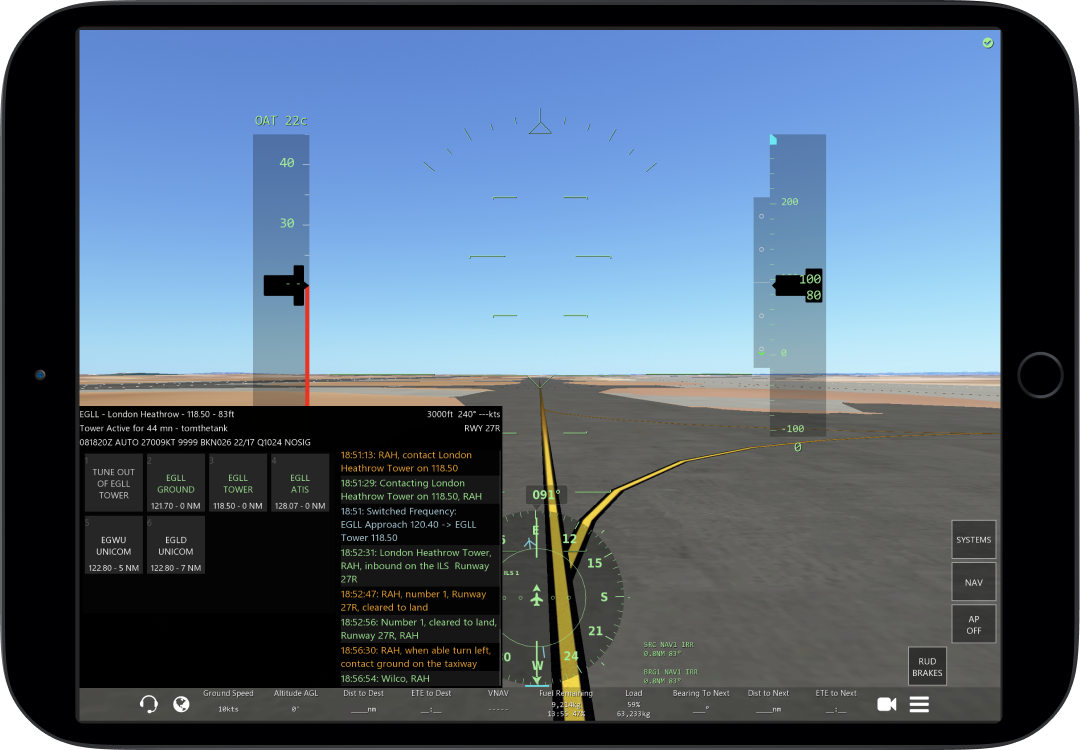 OAT 22c
40
30
200
100
80
0
-100
0
EGLL - London Heathrow - 118.50 - 83ft
3000ft 240° ---kts
Tower Active for 44 mn - tomthetank
RWY 27R
081820Z AUTO 27009KT 9999 BKN026 22/17 Q1024 NOSIG
1
TUNE OUT
OF EGLL
TOWER
2
EGLL
GROUND
121.70 - 0 NM
3
EGLL
TOWER
118.50 - 0 NM
4
EGLL
ATIS
128.07 - 0 NM
5
EGWU
UNICOM
122.80 - 5 NM
6
EGLD
UNICOM
122.80 - 7 NM
18:51:13: RAH, contact London
Heathrow Tower on 118.50
18:51:29: Contacting London
Heathrow Tower on 118.50, RAH
18:51: Switched Frequency:
EGLL Approach 120.40 -> EGLL
Tower 118.50
18:52:31: London Heathrow Tower,
RAH, inbound on the ILS Runway
27R
18:52:47: RAH, number 1, Runway
27R, cleared to land
18:52:56: Number 1, cleared to land,
Runway 27R, RAH
18:56:30: RAH, when able turn left,
contact ground on the taxiway
18:56:54: Wilco, RAH
091°
E
12
15
S
21
24
W
ILS 1
SRC NAV1 IRR
0.8NM 83°
BRG1 NAV1 IRR
0.8NM 83°
SYSTEMS
NAV
AP
OFF
RUD
BRAKES
Ground Speed
10kts
Altitude AGL
0'
Dist to Dest
___nm
ETE to Dest
__:__
VNAV
-----
Fuel Remaining
9,214kg
13:55 47%
Load
59%
63,233kg
Bearing To Next
___°
Dist to Next
___nm
ETE to Next
__:__